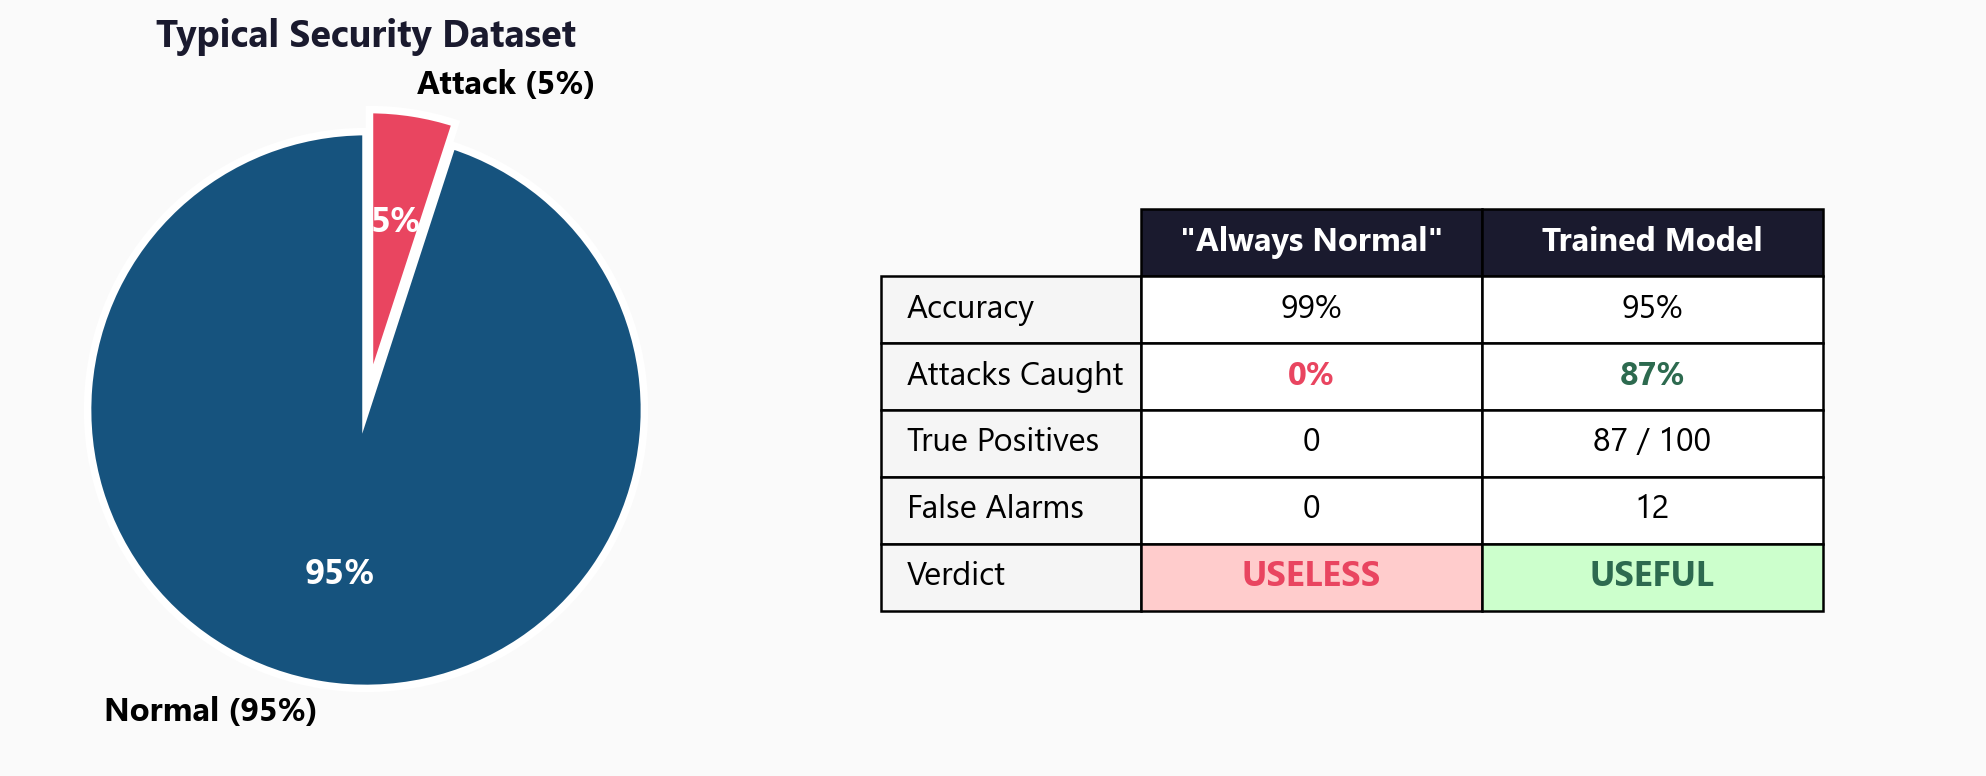 Typical Security Dataset
Attack (5%)
5%
95%
Normal (95%)
"Always Normal" Trained Model
Accuracy 99% 95%
Attacks Caught 0% 87%
True Positives 0 87 / 100
False Alarms 0 12
Verdict USELESS USEFUL